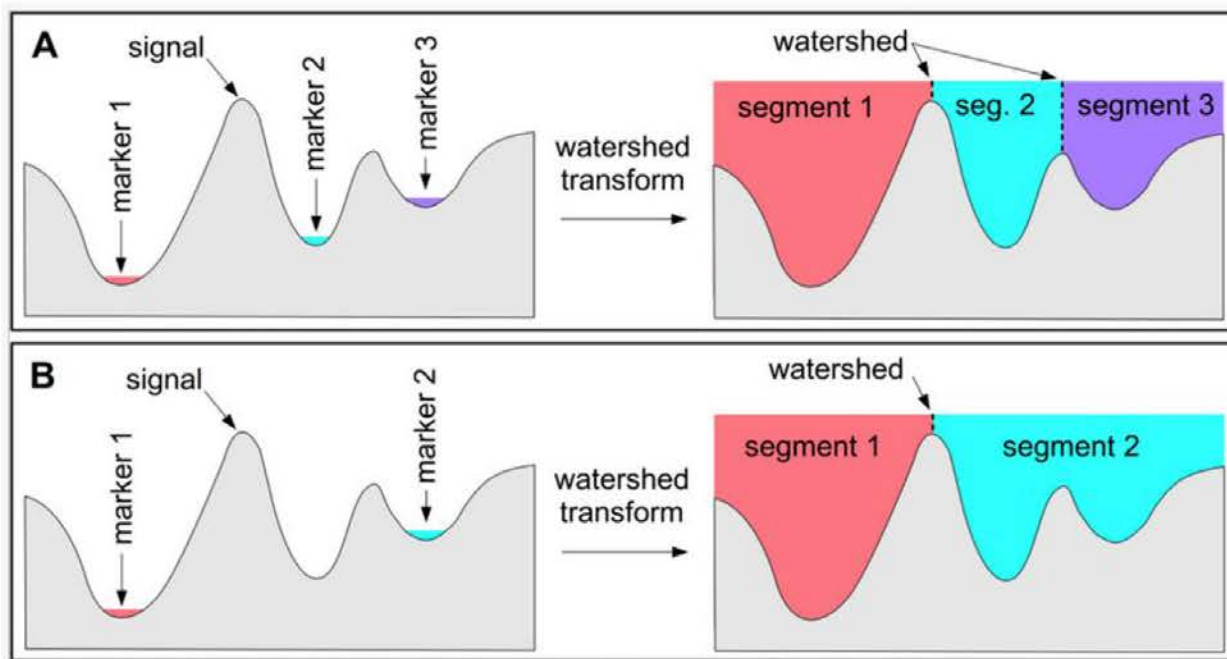 A
signal
marker 1
marker 2
marker 3
watershed
transform
watershed
segment 1
seg. 2
segment 3
B
signal
marker 1
marker 2
watershed
transform
watershed
segment 1
segment 2